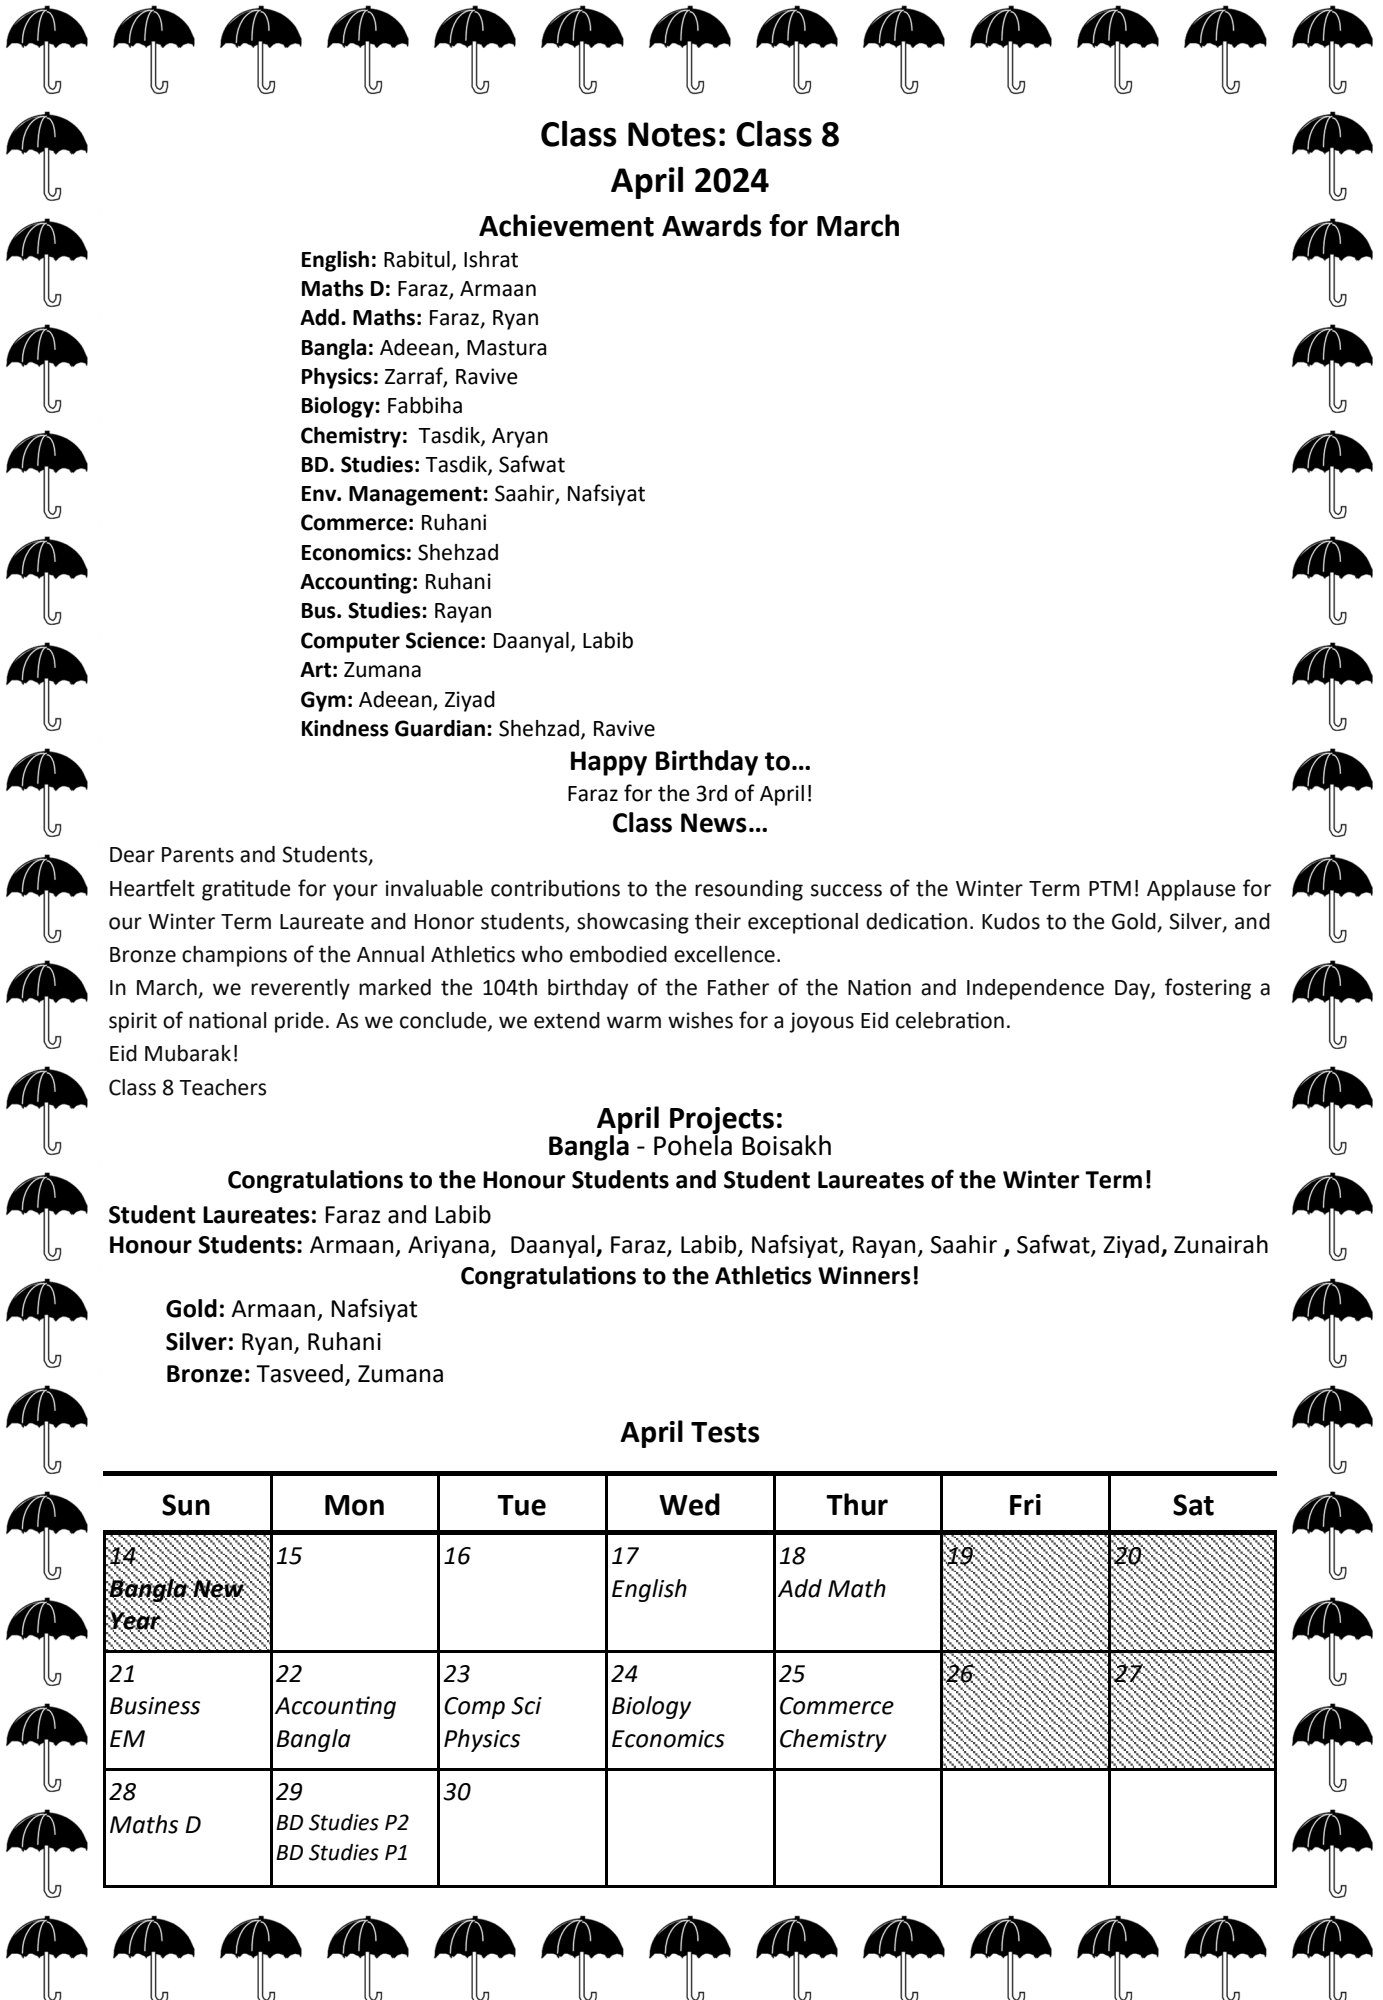 Class Notes: Class 8
April 2024
Achievement Awards for March
English: Rabitul, Ishrat
Maths D: Faraz, Armaan
Add. Maths: Faraz, Ryan
Bangla: Adeean, Mastura
Physics: Zarraf, Ravive
Biology: Fabbiha
Chemistry:  Tasdik, Aryan
BD. Studies: Tasdik, Safwat
Env. Management: Saahir, Nafsiyat
Commerce: Ruhani
Economics: Shehzad
Accounting: Ruhani
Bus. Studies: Rayan
Computer Science: Daanyal, Labib
Art: Zumana
Gym: Adeean, Ziyad
Kindness Guardian: Shehzad, Ravive
Happy Birthday to…
Faraz for the 3rd of April!
Class News…
Dear Parents and Students,
Heartfelt gratitude for your invaluable contributions to the resounding success of the Winter Term PTM! Applause for
our Winter Term Laureate and Honor students, showcasing their exceptional dedication. Kudos to the Gold, Silver, and
Bronze champions of the Annual Athletics who embodied excellence.
In March, we reverently marked the 104th birthday of the Father of the Nation and Independence Day, fostering a
spirit of national pride. As we conclude, we extend warm wishes for a joyous Eid celebration.
Eid Mubarak!
Class 8 Teachers
April Projects:
Bangla - Pohela Boisakh
Congratulations to the Honour Students and Student Laureates of the Winter Term!
Student Laureates: Faraz and Labib
Honour Students: Armaan, Ariyana,  Daanyal, Faraz, Labib, Nafsiyat, Rayan, Saahir , Safwat, Ziyad, Zunairah
Congratulations to the Athletics Winners!
Gold: Armaan, Nafsiyat
Silver: Ryan, Ruhani
Bronze: Tasveed, Zumana
April Tests
Sun Mon Tue Wed Thur Fri Sat
14 15 16 17 18 19 20
Bangla New English Add Math
Year
21 22 23 24 25 26 27
Business Accounting Comp Sci Biology Commerce
EM Bangla Physics Economics Chemistry
28 29 30
Maths D BD Studies P2
BD Studies P1